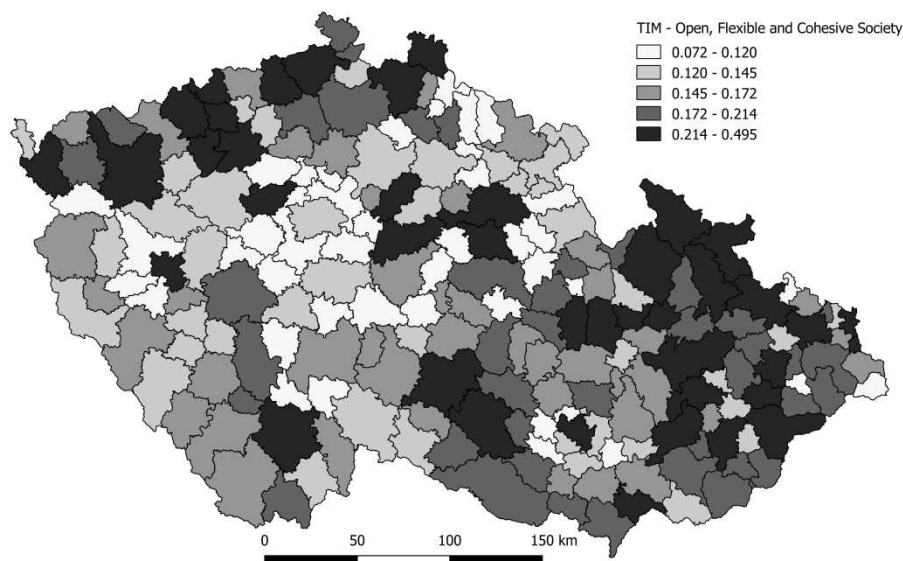 TIM - Open, Flexible and Cohesive Society
0.072 - 0.120
0.120 - 0.145
0.145 - 0.172
0.172 - 0.214
0.214 - 0.495
0 50 100 150 km